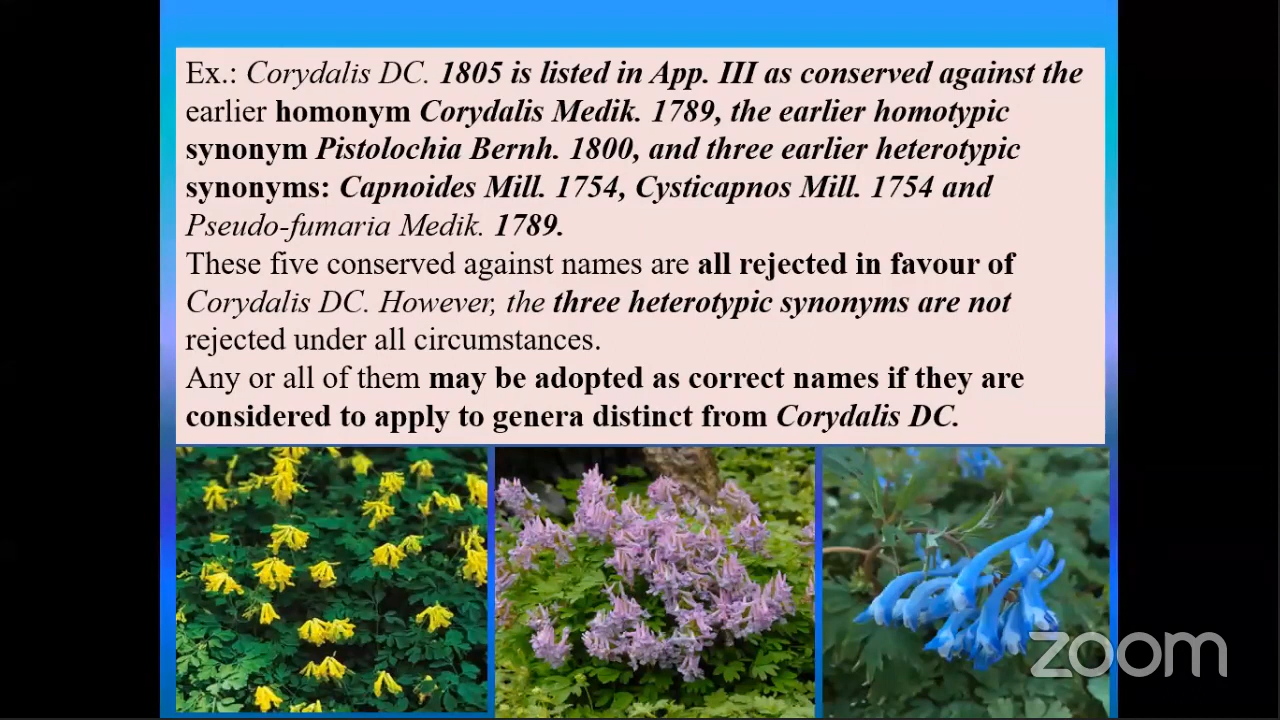 Ex.: Corydalis DC. 1805 is listed in App. III as conserved against the
earlier homonym Corydalis Medik. 1789, the earlier homotypic
synonym Pistolochia Bernh. 1800, and three earlier heterotypic
synonyms: Capnoides Mill. 1754, Cysticapnos Mill. 1754 and
Pseudo-fumaria Medik. 1789.
These five conserved against names are all rejected in favour of
Corydalis DC. However, the three heterotypic synonyms are not
rejected under all circumstances.
Any or all of them may be adopted as correct names if they are
considered to apply to genera distinct from Corydalis DC.
zoom